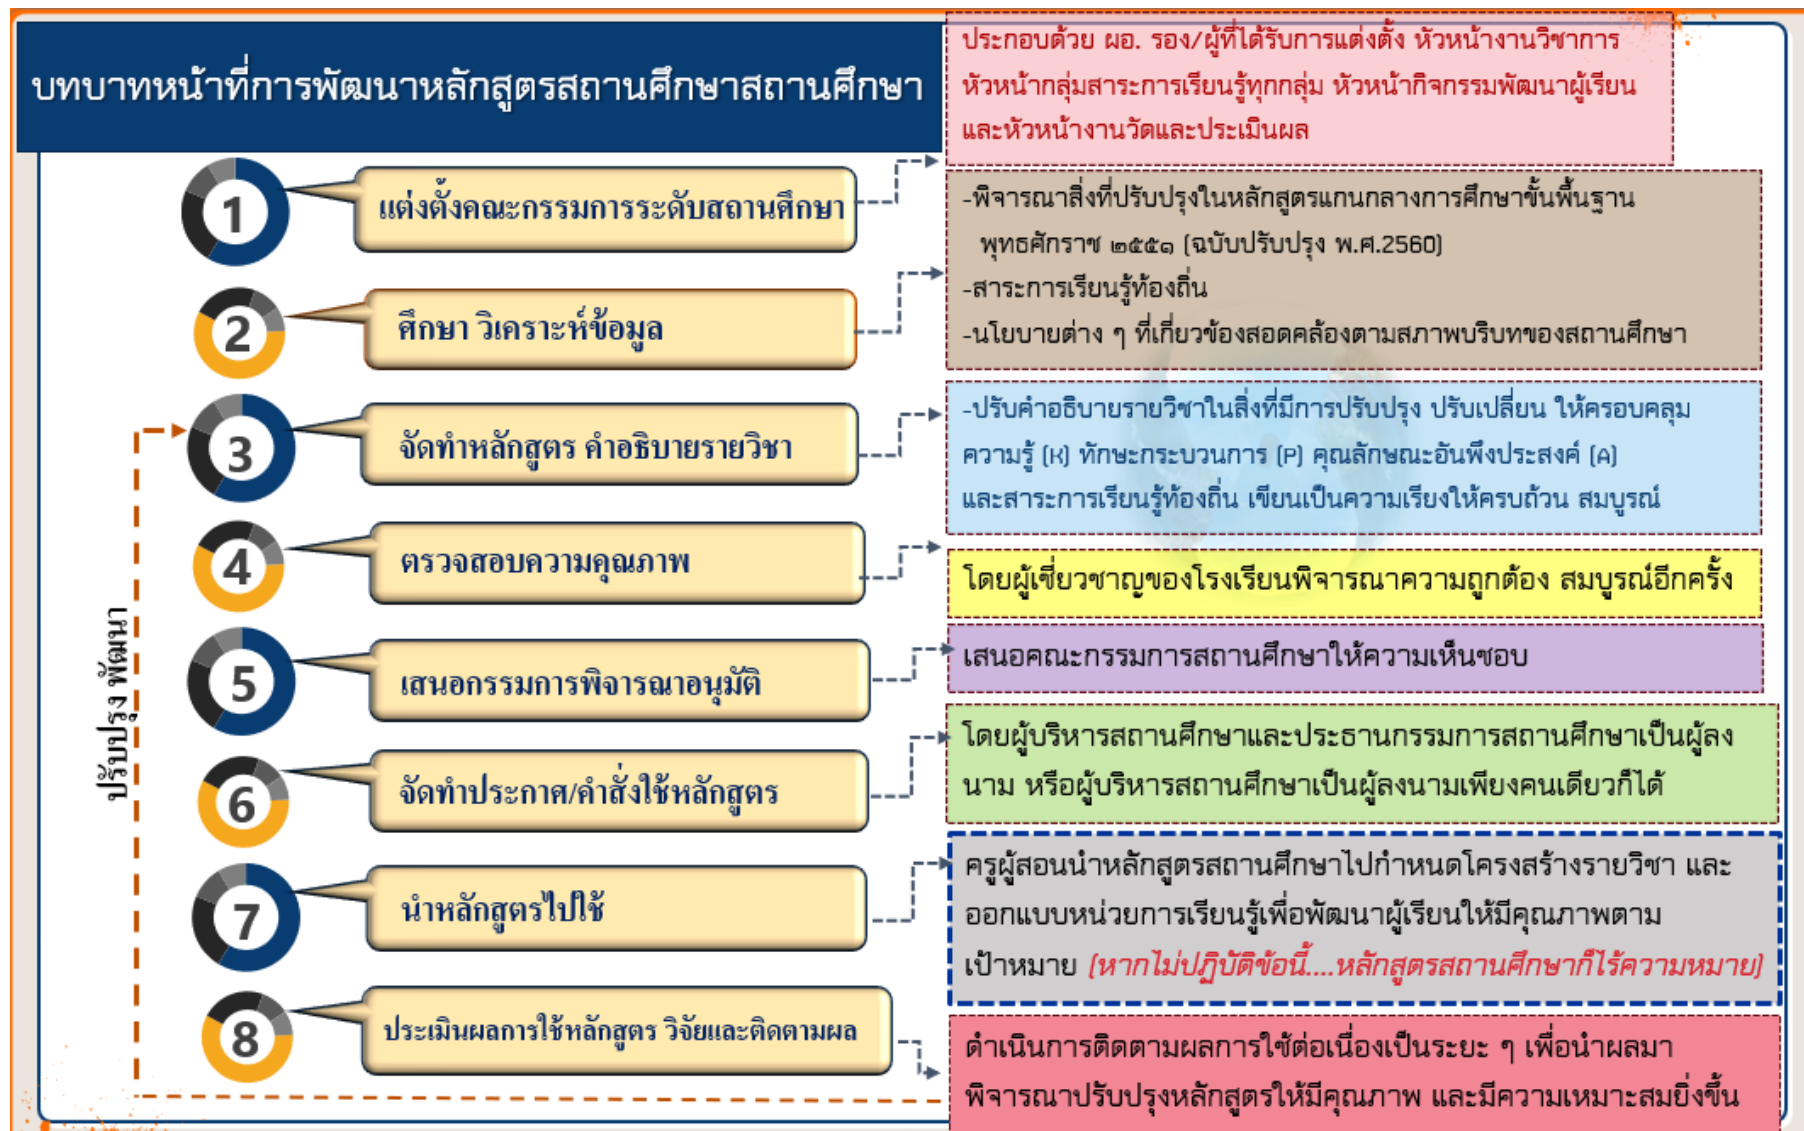 บทบาทหน้าที่การพัฒนาหลักสูตรสถานศึกษาสถานศึกษา
ประกอบด้วย ผอ. รอง/ผู้ที่ได้รับการแต่งตั้ง หัวหน้างานวิชาการ
หัวหน้ากลุ่มสาระการเรียนรู้ทุกกลุ่ม หัวหน้ากิจกรรมพัฒนาผู้เรียน
และหัวหน้างานวัดและประเมินผล
1
แต่งตั้งคณะกรรมการระดับสถานศึกษา
-พิจารณาสิ่งที่ปรับปรุงในหลักสูตรแกนกลางการศึกษาขั้นพื้นฐาน
พุทธศักราช ๒๕๕๑ (ฉบับปรับปรุง พ.ศ.2560)
-สาระการเรียนรู้ท้องถิ่น
-นโยบายต่าง ๆ ที่เกี่ยวข้องสอดคล้องตามสภาพบริบทของสถานศึกษา
2
ศึกษา วิเคราะห์ข้อมูล
3
จัดทำหลักสูตร คำอธิบายรายวิชา
-ปรับคำอธิบายรายวิชาในสิ่งที่มีการปรับปรุง ปรับเปลี่ยน ให้ครอบคลุม
ความรู้ (K) ทักษะกระบวนการ (P) คุณลักษณะอันพึงประสงค์ (A)
และสาระการเรียนรู้ท้องถิ่น เขียนเป็นความเรียงให้ครบถ้วน สมบูรณ์
4
ตรวจสอบความคุณภาพ
โดยผู้เชี่ยวชาญของโรงเรียนพิจารณาความถูกต้อง สมบูรณ์อีกครั้ง
5
เสนอกรรมการพิจารณาอนุมัติ
เสนอคณะกรรมการสถานศึกษาให้ความเห็นชอบ
6
จัดทำประกาศ/คำสั่งใช้หลักสูตร
โดยผู้บริหารสถานศึกษาและประธานกรรมการสถานศึกษาเป็นผู้ลง
นาม หรือผู้บริหารสถานศึกษาเป็นผู้ลงนามเพียงคนเดียวก็ได้
7
นำหลักสูตรไปใช้
ครูผู้สอนนำหลักสูตรสถานศึกษาไปกำหนดโครงสร้างรายวิชา และ
ออกแบบหน่วยการเรียนรู้เพื่อพัฒนาผู้เรียนให้มีคุณภาพตาม
เป้าหมาย (หากไม่ปฏิบัติข้อนี้....หลักสูตรสถานศึกษาก็ไร้ความหมาย)
8
ประเมินผลการใช้หลักสูตร วิจัยและติดตามผล
ดำเนินการติดตามผลการใช้ต่อเนื่องเป็นระยะ ๆ เพื่อนำผลมา
พิจารณาปรับปรุงหลักสูตรให้มีคุณภาพ และมีความเหมาะสมยิ่งขึ้น
ปรับปรุง พัฒนา